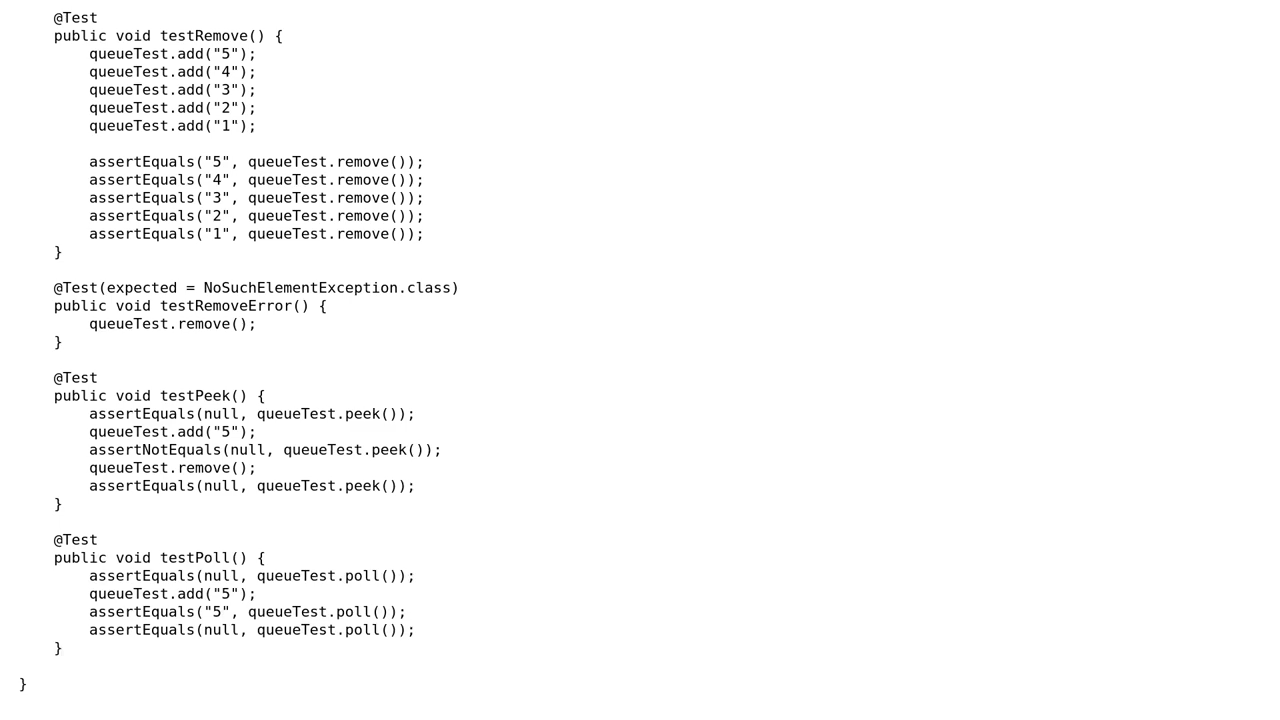 @Test
public void testRemove() {
queueTest.add("5");
queueTest.add("4");
queueTest.add("3");
queueTest.add("2");
queueTest.add("1");
assertEquals("5", queueTest.remove());
assertEquals("4", queueTest.remove());
assertEquals("3", queueTest.remove());
assertEquals("2", queueTest.remove());
assertEquals("1", queueTest.remove());
}
@Test(expected = NoSuchElementException.class)
public void testRemoveError() {
queueTest.remove();
}
@Test
public void testPeek() {
assertEquals(null, queueTest.peek());
queueTest.add("5");
assertNotEquals(null, queueTest.peek());
queueTest.remove();
assertEquals(null, queueTest.peek());
}
@Test
public void testPoll() {
assertEquals(null, queueTest.poll());
queueTest.add("5");
assertEquals("5", queueTest.poll());
assertEquals(null, queueTest.poll());
}
}